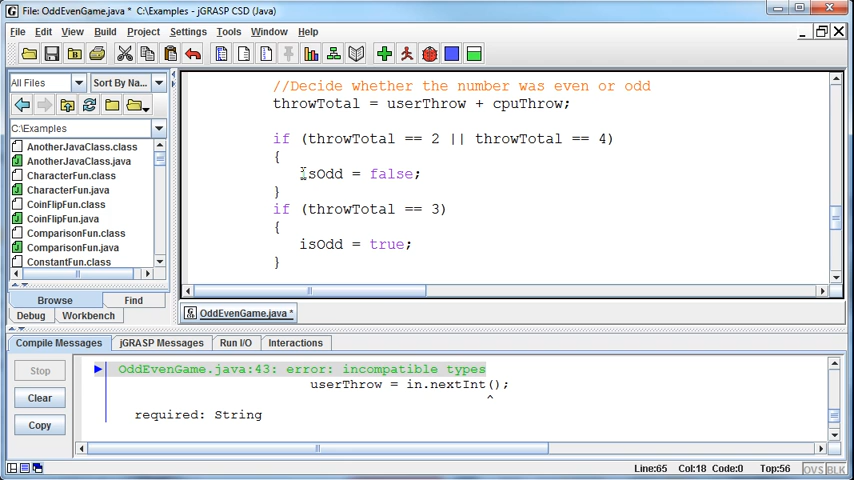 File: OddEvenGame.java * C:\Examples - jGRASP CSD (Java)
File Edit View Build Project Settings Tools Window Help
All Files Sort By Na...
C:\Examples
AnotherJavaClass.class
AnotherJavaClass.java
CharacterFun.class
CharacterFun.java
CoinFlipFun.class
CoinFlipFun.java
ComparisonFun.class
ComparisonFun.java
ConstantFun.class
Browse Find
Debug Workbench
//Decide whether the number was even or odd
throwTotal = userThrow + cpuThrow;
if (throwTotal == 2 || throwTotal == 4)
{
isOdd = false;
}
if (throwTotal == 3)
{
isOdd = true;
}
OddEvenGame.java *
Compile Messages jGRASP Messages Run I/O Interactions
Stop
Clear
Copy
OddEvenGame.java:43: error: incompatible types
userThrow = in.nextInt();
^
required: String
Line:65 Col:18 Code:0 Top:56 OVS BLK